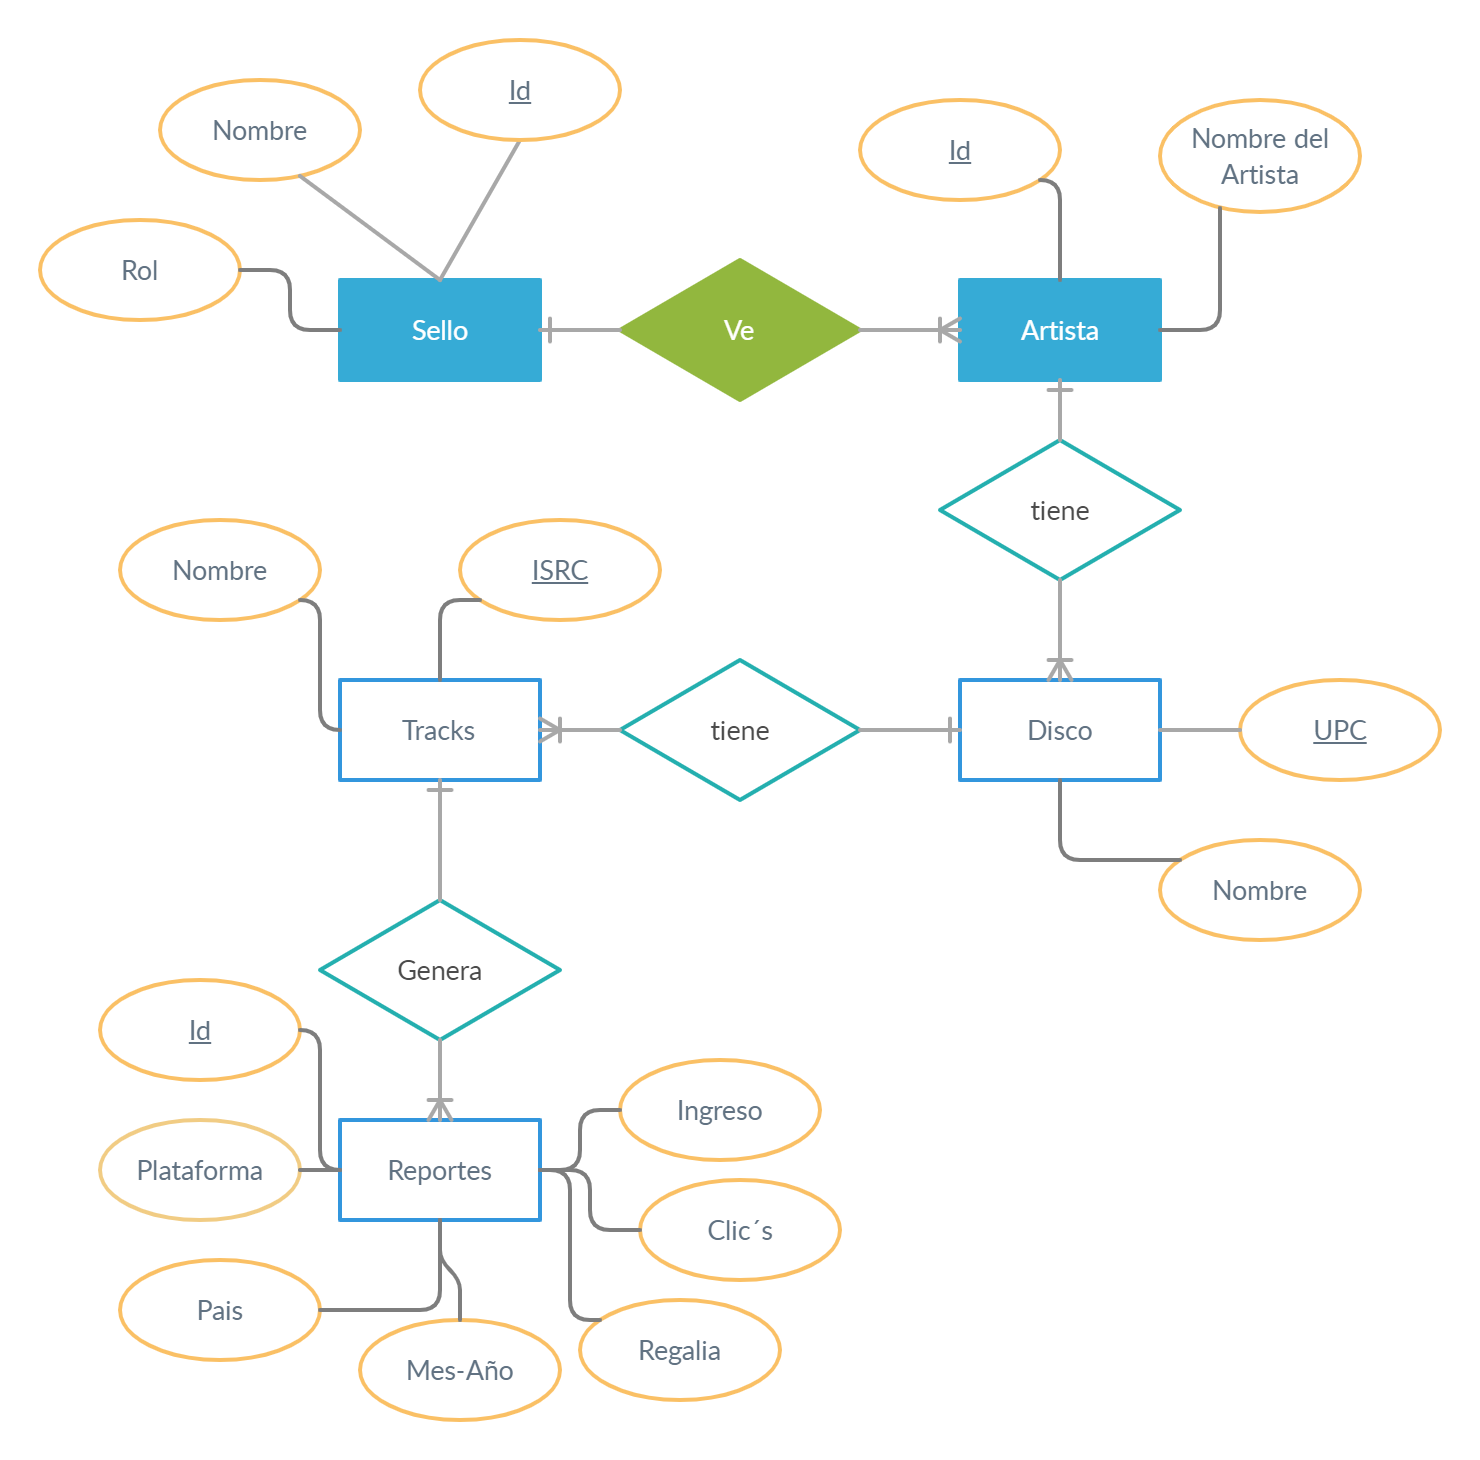 Id
Nombre
Id
Nombre del
Artista
Rol
Sello
Ve
Artista
tiene
Nombre
ISRC
Tracks
tiene
Disco
UPC
Nombre
Genera
Id
Ingreso
Plataforma
Reportes
Clic´s
Pais
Regalia
Mes-Año